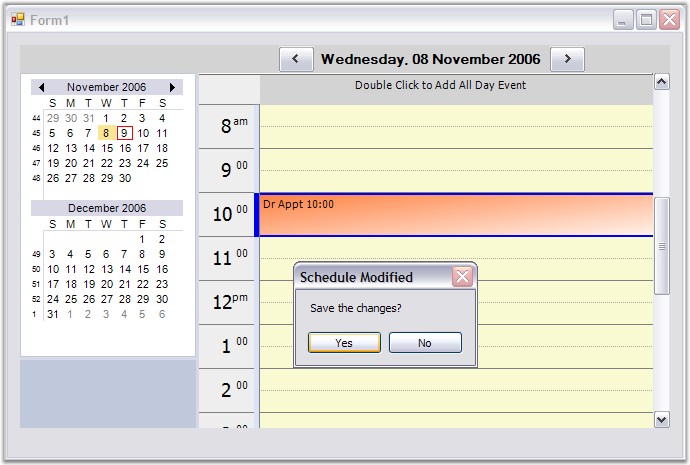 Form1
Wednesday, 08 November 2006
November 2006
S M T W T F S
44 29 30 31 1 2 3 4
45 5 6 7 8 9 10 11
46 12 13 14 15 16 17 18
47 19 20 21 22 23 24 25
48 26 27 28 29 30
December 2006
S M T W T F S
1 2
49 3 4 5 6 7 8 9
50 10 11 12 13 14 15 16
51 17 18 19 20 21 22 23
52 24 25 26 27 28 29 30
1 31 1 2 3 4 5 6
Double Click to Add All Day Event
8 am
9 00
10 00
Dr Appt 10:00
11 00
12 pm
1 00
2 00
Schedule Modified
Save the changes?
Yes No